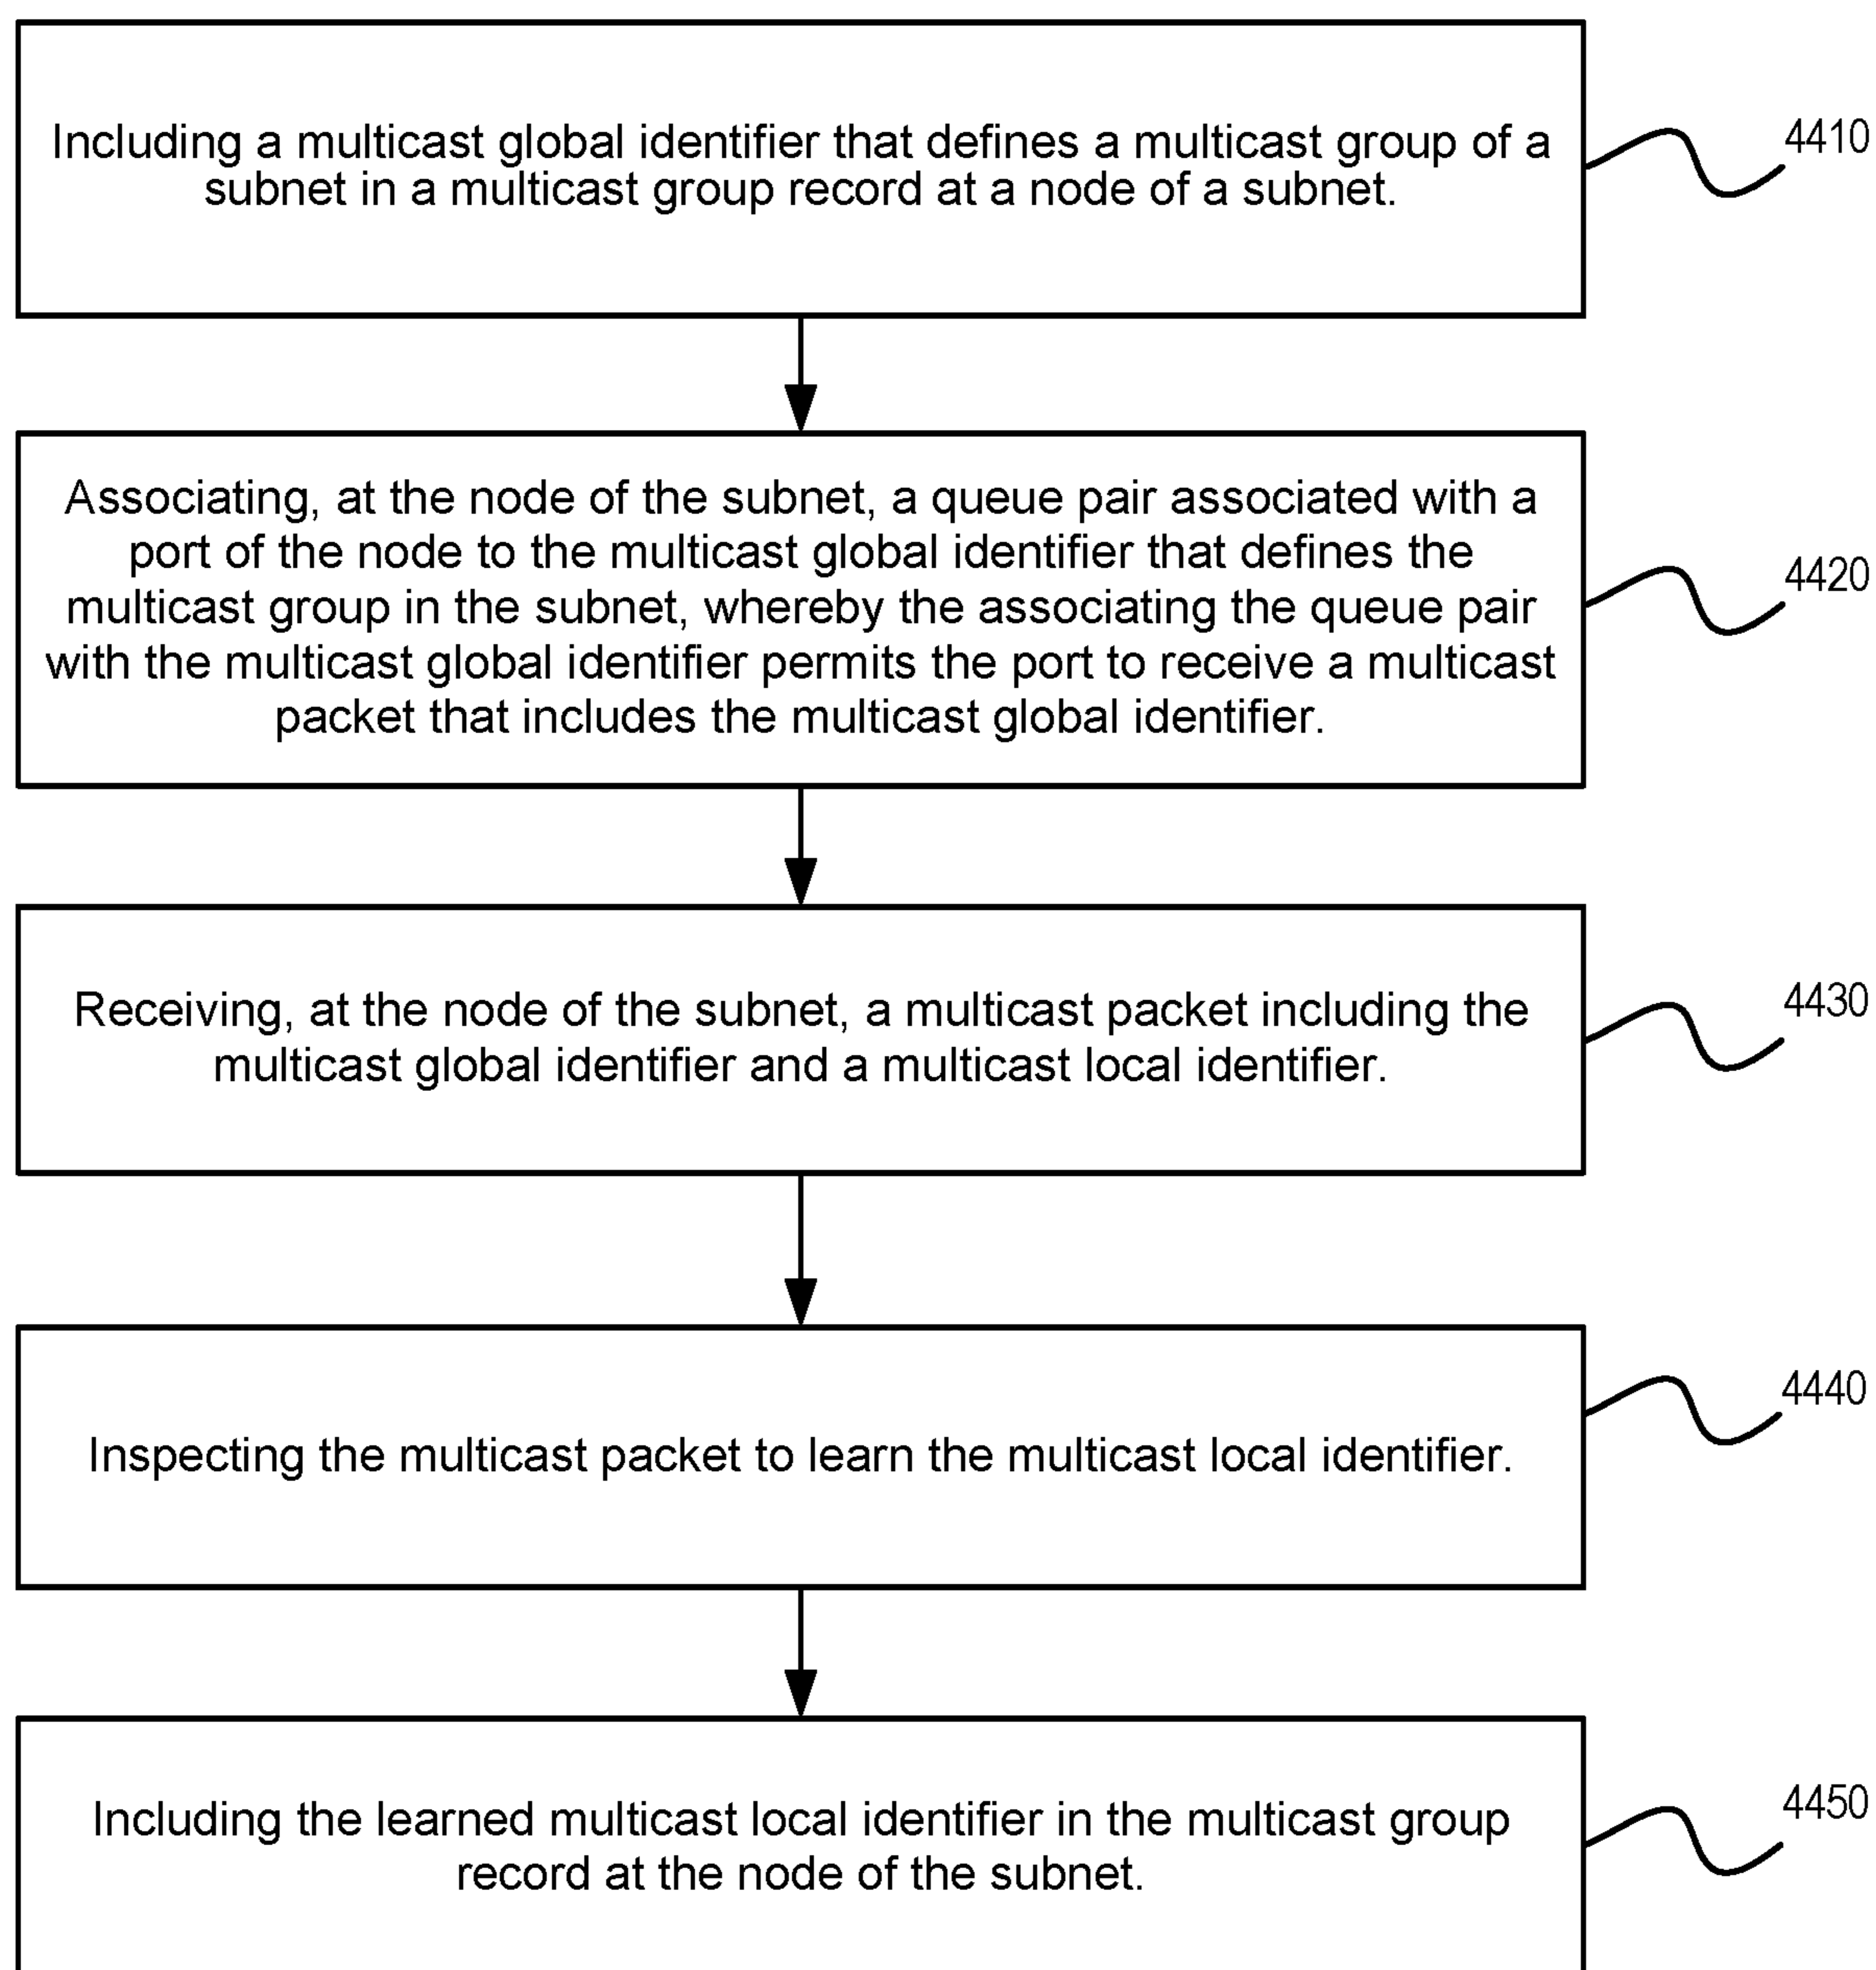 Including a multicast global identifier that defines a multicast group of a
subnet in a multicast group record at a node of a subnet.
4410
Associating, at the node of the subnet, a queue pair associated with a
port of the node to the multicast global identifier that defines the
multicast group in the subnet, whereby the associating the queue pair
with the multicast global identifier permits the port to receive a multicast
packet that includes the multicast global identifier.
4420
Receiving, at the node of the subnet, a multicast packet including the
multicast global identifier and a multicast local identifier.
4430
Inspecting the multicast packet to learn the multicast local identifier.
4440
Including the learned multicast local identifier in the multicast group
record at the node of the subnet.
4450